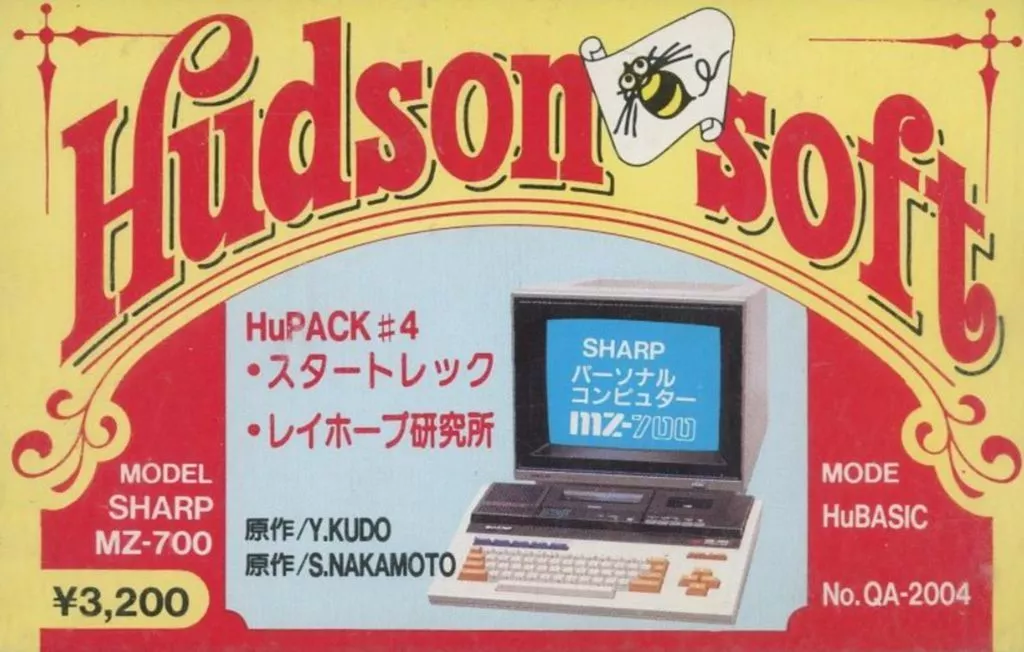 Hudson soft
HuPACK #4
・スタートレック
・レイホープ研究所
SHARP
パーソナル
コンピュター
MZ-700
MODEL
SHARP
MZ-700
原作/Y.KUDO
原作/S.NAKAMOTO
¥3,200
MODE
HuBASIC
No.QA-2004